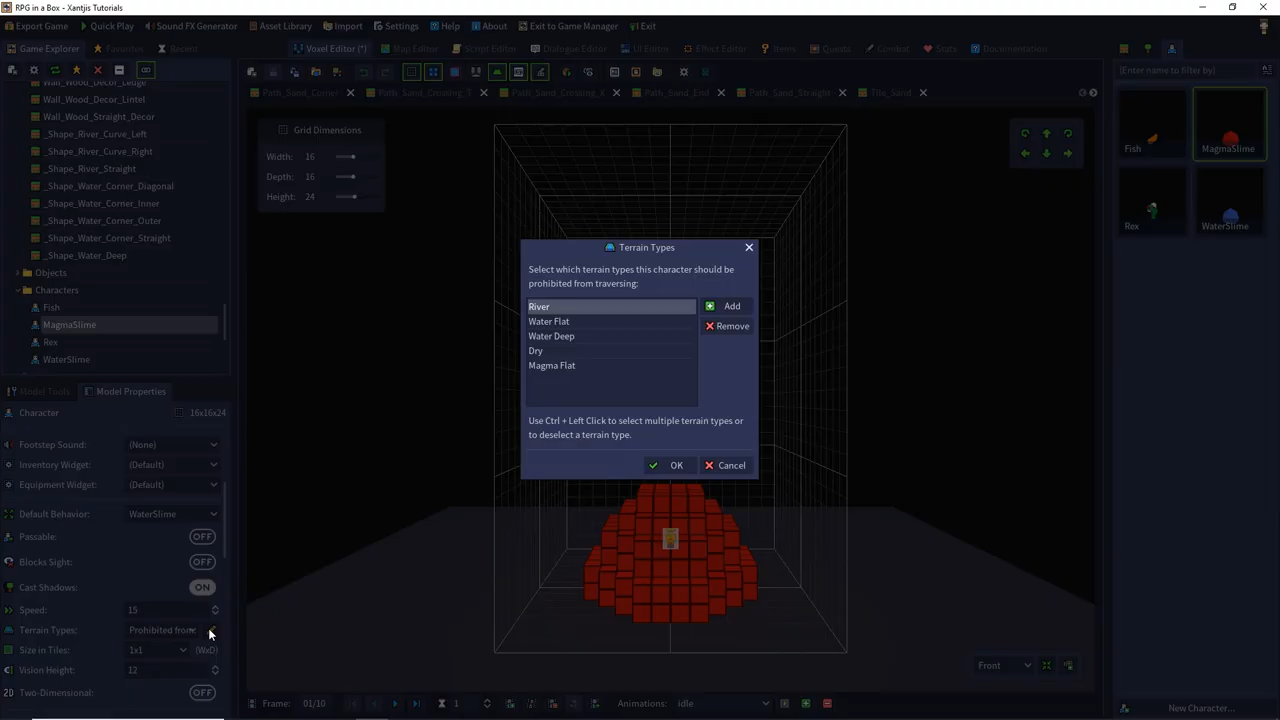 RPG in a Box — Xantjis Tutorials
Export Game Quick Play Sound FX Generator Asset Library Import Settings Help About Exit to Game Manager Exit
Game Explorer Favorites Recent Voxel Editor (*) Map Editor Script Editor Dialogue Editor UI Editor Effect Editor Items Quests Combat Stats Documentation
Path_Sand_Corner Path_Sand_Crossing_T Path_Sand_Crossing_X Path_Sand_End Path_Sand_Straight Tile_Sand
Enter name to filter by)
Wall_Wood_Decor_Ledge
Wall_Wood_Decor_Lintel
Wall_Wood_Straight_Decor
_Shape_River_Curve_Left
_Shape_River_Curve_Right
_Shape_River_Straight
_Shape_Water_Corner_Diagonal
_Shape_Water_Corner_Inner
_Shape_Water_Corner_Outer
_Shape_Water_Corner_Straight
_Shape_Water_Deep
Objects
Characters
Fish
MagmaSlime
Rex
WaterSlime
Model Tools Model Properties
Character 16x16x24
Footstep Sound: (None)
Inventory Widget: (Default)
Equipment Widget: (Default)
Default Behavior: WaterSlime
Passable: OFF
Blocks Sight: OFF
Cast Shadows: ON
Speed: 15
Terrain Types: Prohibited from:
Size in Tiles: 1x1 (WxD)
Vision Height: 12
2D Two-Dimensional: OFF
Grid Dimensions
Width: 16
Depth: 16
Height: 24
Terrain Types
Select which terrain types this character should be
prohibited from traversing:
River
Water Flat
Water Deep
Dry
Magma Flat
Add
Remove
Use Ctrl + Left Click to select multiple terrain types or
to deselect a terrain type.
OK Cancel
Front
Frame: 01/10 1 Animations: idle
Fish MagmaSlime
Rex WaterSlime
New Character...